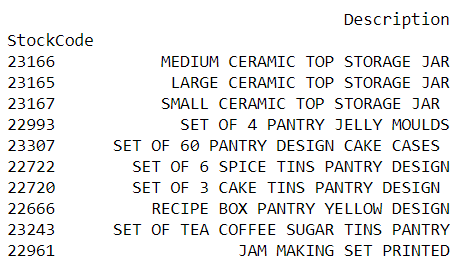 Description
StockCode
23166 MEDIUM CERAMIC TOP STORAGE JAR
23165 LARGE CERAMIC TOP STORAGE JAR
23167 SMALL CERAMIC TOP STORAGE JAR
22993 SET OF 4 PANTRY JELLY MOULDS
23307 SET OF 60 PANTRY DESIGN CAKE CASES
22722 SET OF 6 SPICE TINS PANTRY DESIGN
22720 SET OF 3 CAKE TINS PANTRY DESIGN
22666 RECIPE BOX PANTRY YELLOW DESIGN
23243 SET OF TEA COFFEE SUGAR TINS PANTRY
22961 JAM MAKING SET PRINTED